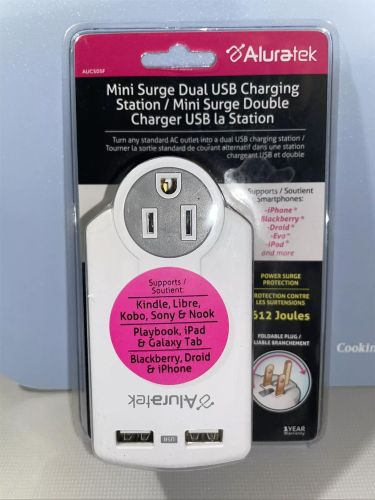 Aluratek
AUCS05F
Mini Surge Dual USB Charging
Station / Mini Surge Double
Charger USB la Station
Turn any standard AC outlet into a dual USB charging station /
Tourner la sortie standard de courant alternatif dans une station
chargeant USB et double
Supports / Soutient
Smartphones:
-iPhone®
-Blackberry®
-Droid®
-Evo®
-iPod®
and more
POWER SURGE
PROTECTION
PROTECTION CONTRE
LES SURTENSIONS
612 Joules
FOLDABLE PLUG /
PLIABLE BRANCHEMENT
1 YEAR
Warranty
Supports /
Soutient:
Kindle, Libre,
Kobo, Sony & Nook
Playbook, iPad
& Galaxy Tab
Blackberry, Droid
& iPhone
Aluratek
USB
Cookin